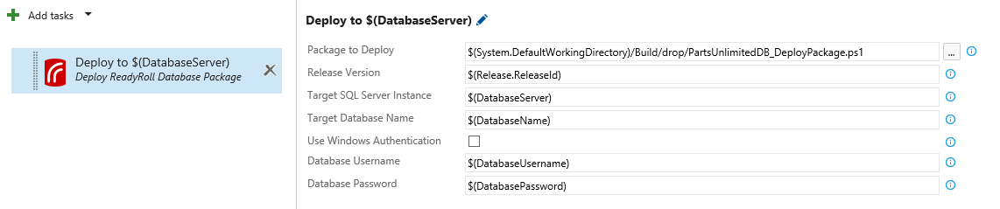 Add tasks
Deploy to $(DatabaseServer)
Deploy ReadyRoll Database Package
Deploy to $(DatabaseServer)
Package to Deploy $(System.DefaultWorkingDirectory)/Build/drop/PartsUnlimitedDB_DeployPackage.ps1 ...
Release Version $(Release.ReleaseId)
Target SQL Server Instance $(DatabaseServer)
Target Database Name $(DatabaseName)
Use Windows Authentication
Database Username $(DatabaseUsername)
Database Password $(DatabasePassword)